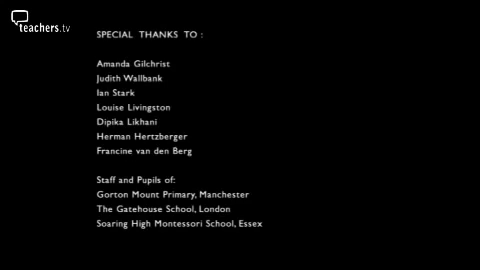 teachers.tv
SPECIAL THANKS TO :
Amanda Gilchrist
Judith Wallbank
Ian Stark
Louise Livingston
Dipika Likhani
Herman Hertzberger
Francine van den Berg
Staff and Pupils of:
Gorton Mount Primary, Manchester
The Gatehouse School, London
Soaring High Montessori School, Essex